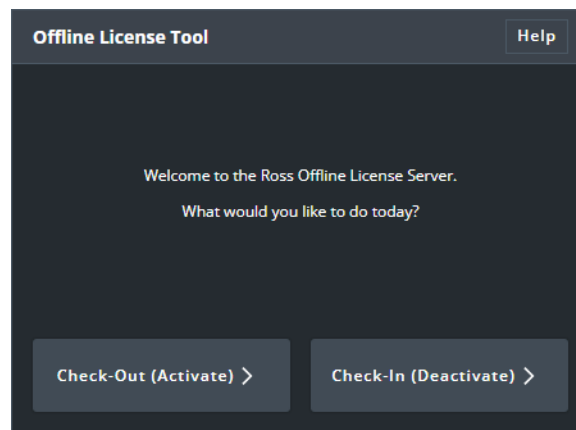 Offline License Tool
Help
Welcome to the Ross Offline License Server.
What would you like to do today?
Check-Out (Activate)
Check-In (Deactivate)